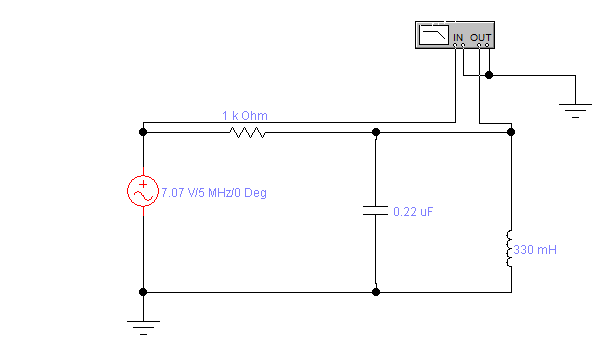 IN OUT
1 k Ohm
7.07 V/5 MHz/0 Deg
0.22 uF
330 mH